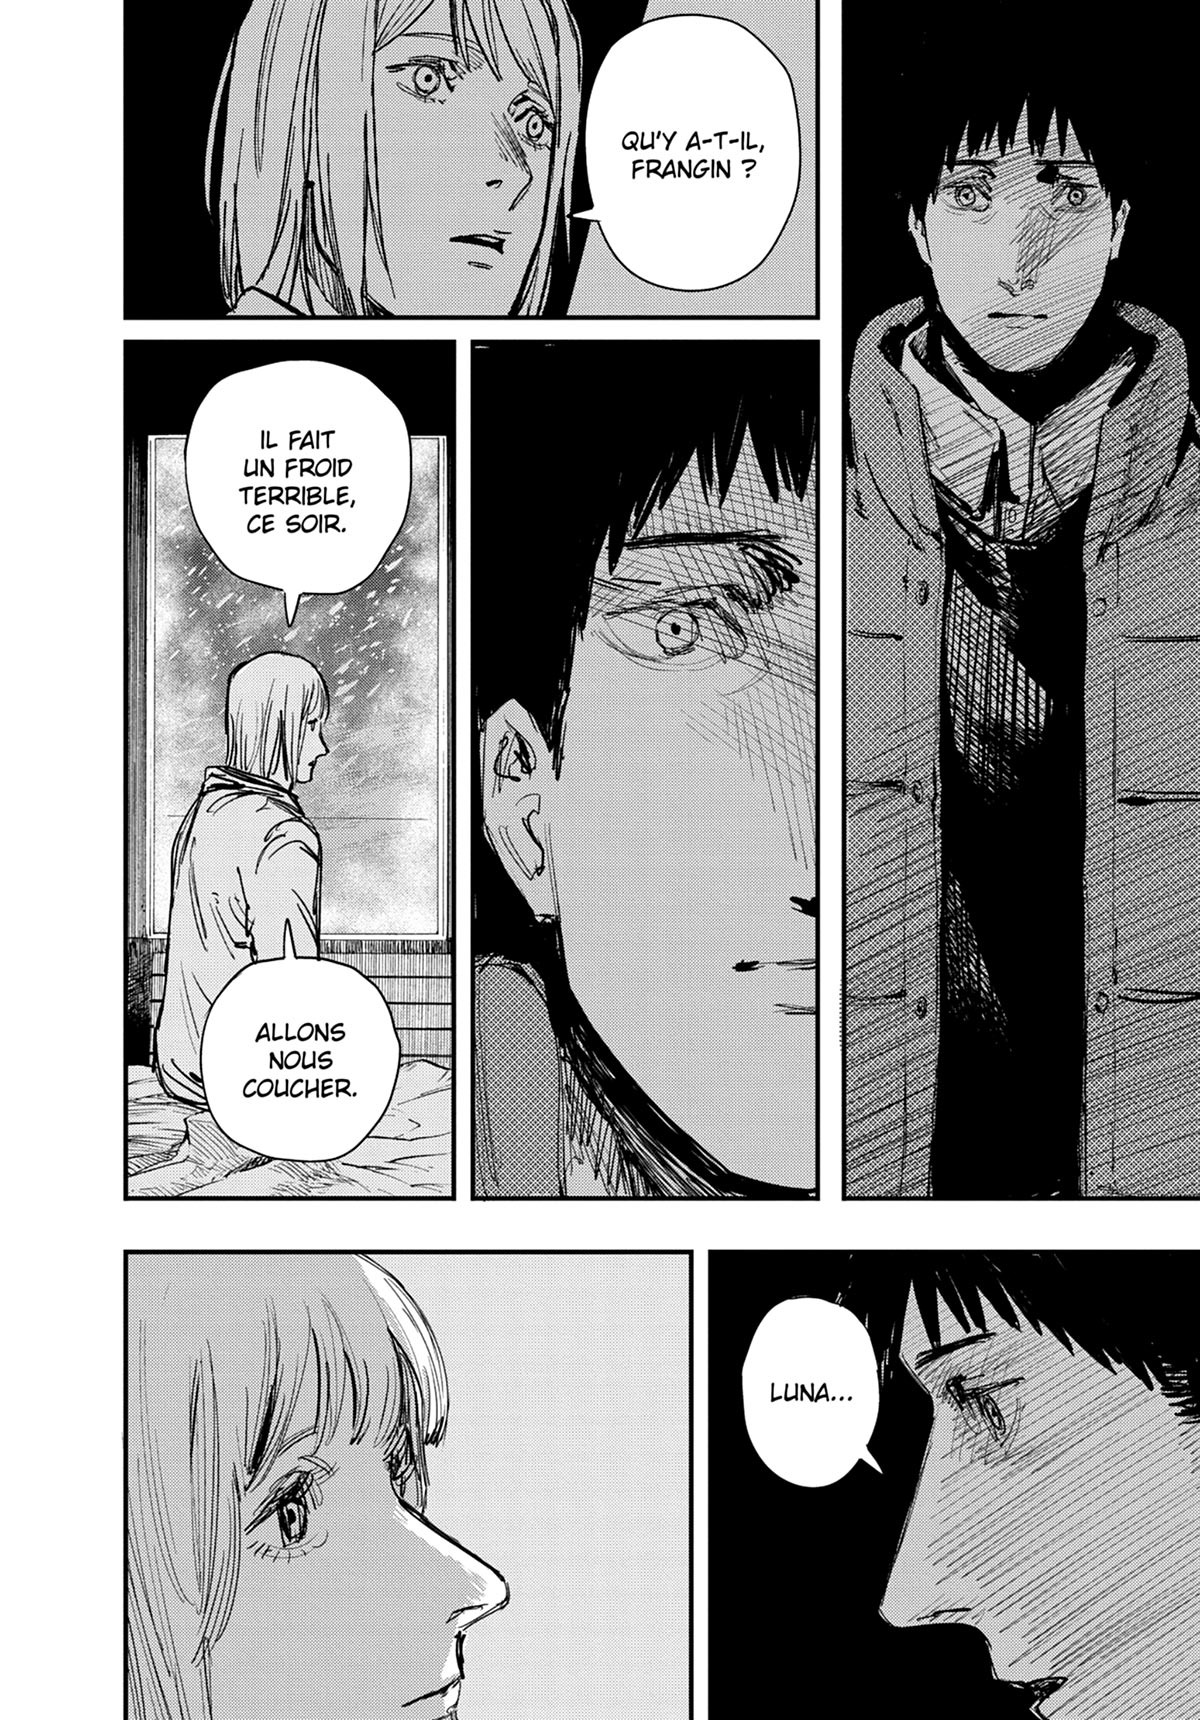 QU'Y A-T-IL,
FRANGIN ?
IL FAIT
UN FROID
TERRIBLE,
CE SOIR.
ALLONS
NOUS
COUCHER.
LUNA...